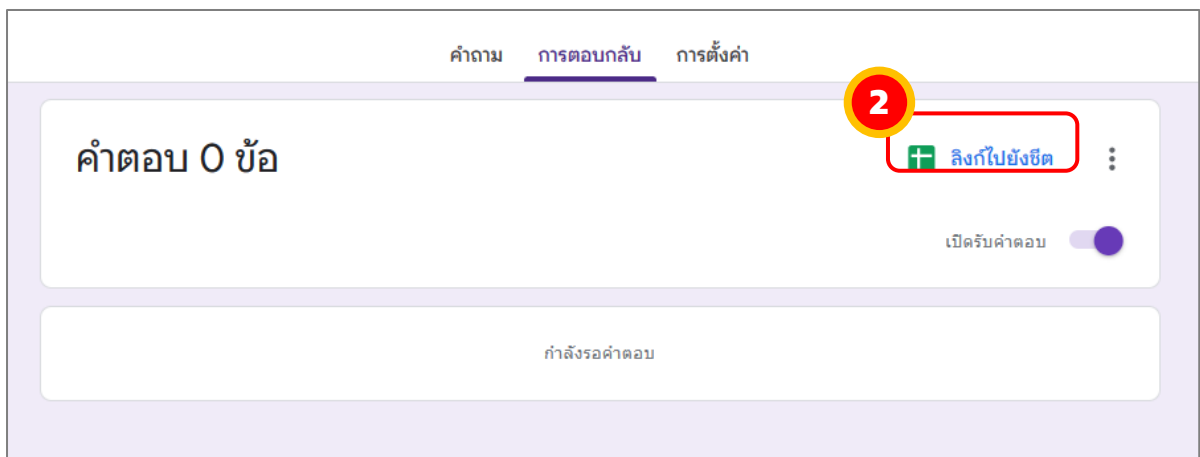 คำถาม การตอบกลับ การตั้งค่า
2
คำตอบ 0 ข้อ
ลิงก์ไปยังชีต
เปิดรับคำตอบ
กำลังรอคำตอบ